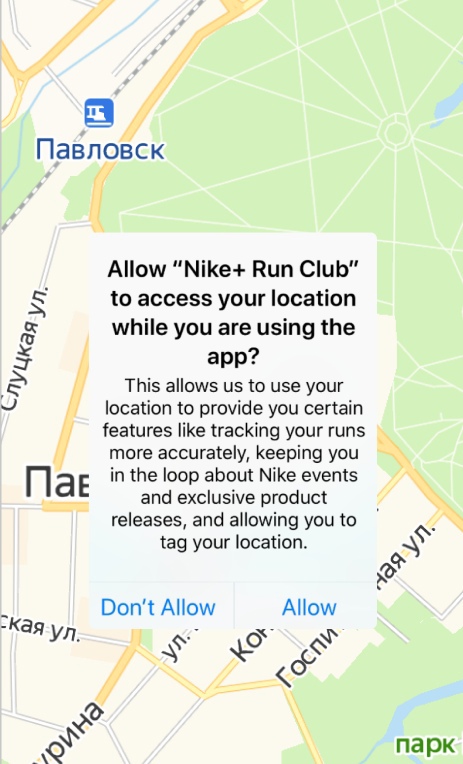 Павловск
Слуцкая ул.
Allow “Nike+ Run Club”
to access your location
while you are using the
app?
This allows us to use your
location to provide you certain
features like tracking your runs
more accurately, keeping you
in the loop about Nike events
and exclusive product
releases, and allowing you to
tag your location.
Пав
Don’t Allow
Allow
ская ул.
ул.
Кон
Госпи
ная ул.
урина
парк